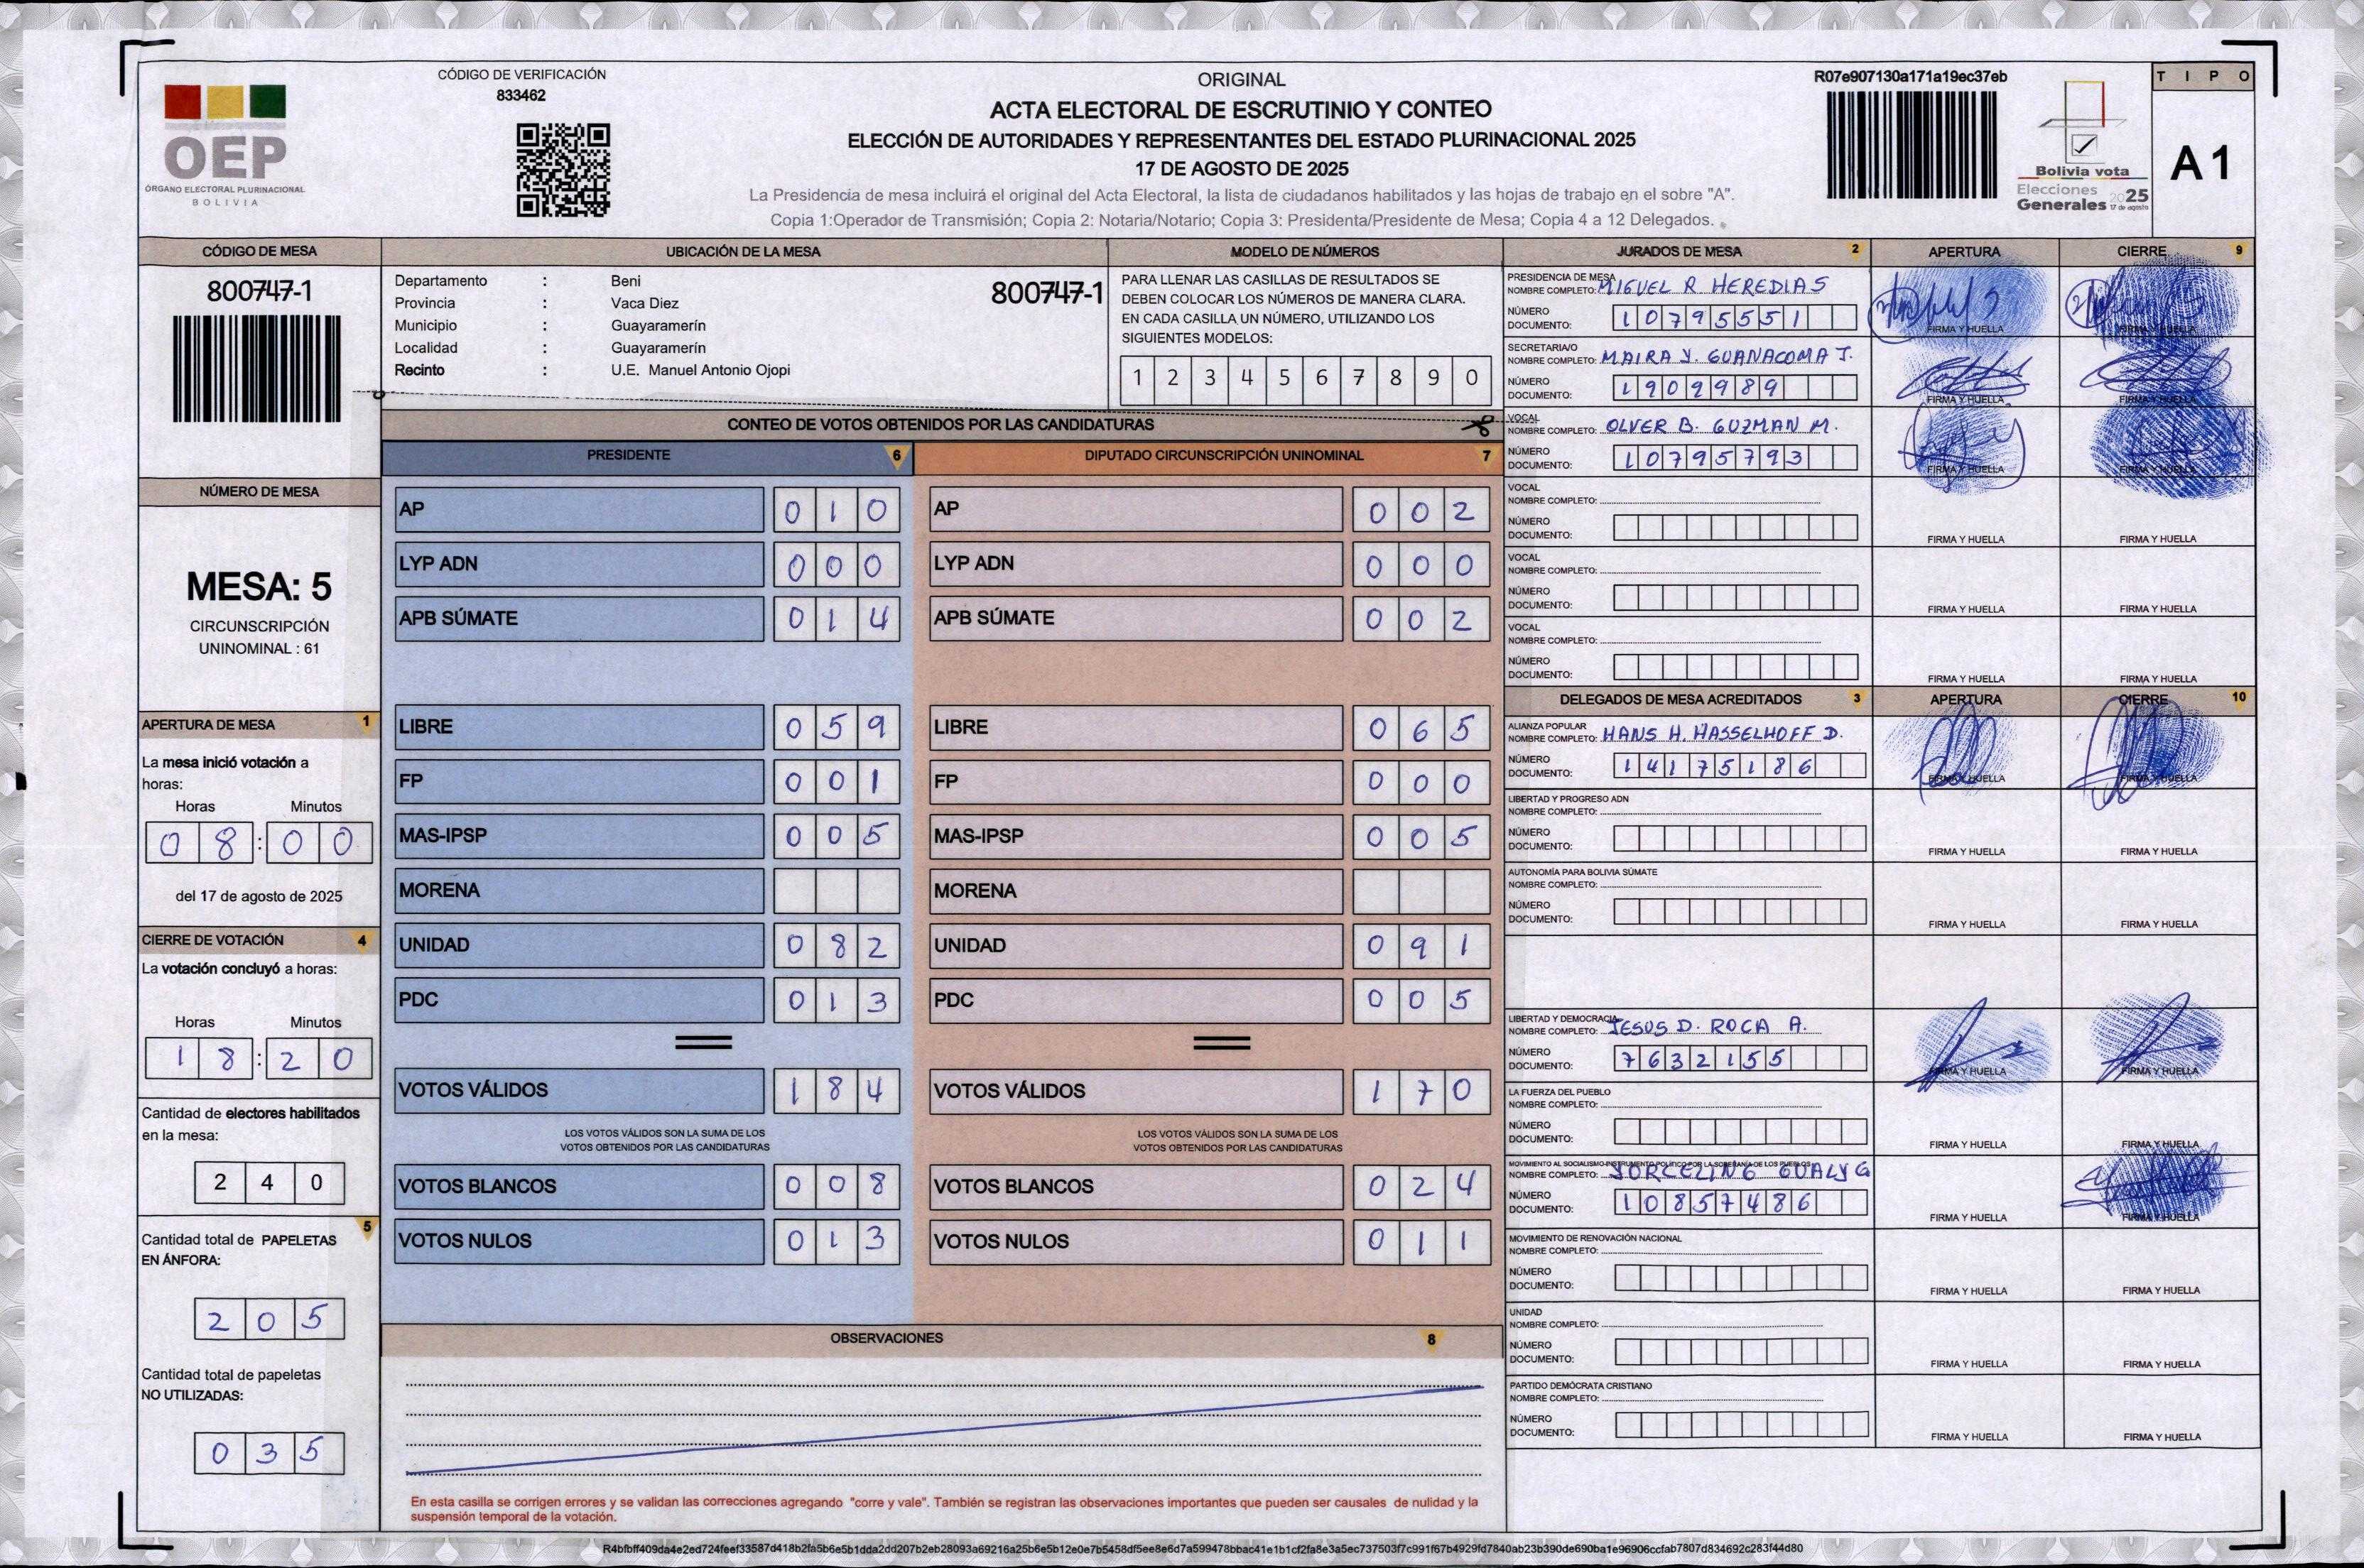 CÓDIGO DE VERIFICACIÓN
833462
OEP
ÓRGANO ELECTORAL PLURINACIONAL
BOLIVIA
ORIGINAL
ACTA ELECTORAL DE ESCRUTINIO Y CONTEO
ELECCIÓN DE AUTORIDADES Y REPRESENTANTES DEL ESTADO PLURINACIONAL 2025
17 DE AGOSTO DE 2025
La Presidencia de mesa incluirá el original del Acta Electoral, la lista de ciudadanos habilitados y las hojas de trabajo en el sobre "A".
Copia 1:Operador de Transmisión; Copia 2: Notaria/Notario; Copia 3: Presidenta/Presidente de Mesa; Copia 4 a 12 Delegados.
R07e907130a171a19ec37eb
Bolivia vota
Elecciones 2025
Generales 17 de agosto
TIPO
A1
CÓDIGO DE MESA
800747-1
NÚMERO DE MESA
MESA: 5
CIRCUNSCRIPCIÓN
UNINOMINAL : 61
APERTURA DE MESA 1
La mesa inició votación a
horas:
Horas Minutos
08:00
del 17 de agosto de 2025
CIERRE DE VOTACIÓN 4
La votación concluyó a horas:
Horas Minutos
18:20
Cantidad de electores habilitados
en la mesa:
240
5
Cantidad total de PAPELETAS
EN ÁNFORA:
205
Cantidad total de papeletas
NO UTILIZADAS:
035
UBICACIÓN DE LA MESA
Departamento : Beni
800747-1
Provincia : Vaca Diez
Municipio : Guayaramerín
Localidad : Guayaramerín
Recinto : U.E. Manuel Antonio Ojopi
MODELO DE NÚMEROS
PARA LLENAR LAS CASILLAS DE RESULTADOS SE
DEBEN COLOCAR LOS NÚMEROS DE MANERA CLARA.
EN CADA CASILLA UN NÚMERO, UTILIZANDO LOS
SIGUIENTES MODELOS:
1 2 3 4 5 6 7 8 9 0
CONTEO DE VOTOS OBTENIDOS POR LAS CANDIDATURAS
PRESIDENTE 6
AP 010
LYP ADN 000
APB SÚMATE 014
LIBRE 059
FP 001
MAS-IPSP 005
MORENA
UNIDAD 082
PDC 013
VOTOS VÁLIDOS 184
LOS VOTOS VÁLIDOS SON LA SUMA DE LOS
VOTOS OBTENIDOS POR LAS CANDIDATURAS
VOTOS BLANCOS 008
VOTOS NULOS 013
DIPUTADO CIRCUNSCRIPCIÓN UNINOMINAL 7
AP 002
LYP ADN 000
APB SÚMATE 002
LIBRE 065
FP 000
MAS-IPSP 005
MORENA
UNIDAD 091
PDC 005
VOTOS VÁLIDOS 170
LOS VOTOS VÁLIDOS SON LA SUMA DE LOS
VOTOS OBTENIDOS POR LAS CANDIDATURAS
VOTOS BLANCOS 024
VOTOS NULOS 011
OBSERVACIONES 8
En esta casilla se corrigen errores y se validan las correcciones agregando "corre y vale". También se registran las observaciones importantes que pueden ser causales de nulidad y la
suspensión temporal de la votación.
JURADOS DE MESA 2 APERTURA CIERRE 9
PRESIDENCIA DE MESA
NOMBRE COMPLETO: MIGUEL R HEREDIAS
NÚMERO
DOCUMENTO: 10795551
FIRMA Y HUELLA FIRMA Y HUELLA
SECRETARIA/O
NOMBRE COMPLETO: MAIRA Y. GUANACOMA J.
NÚMERO
DOCUMENTO: 1909989
FIRMA Y HUELLA FIRMA Y HUELLA
VOCAL
NOMBRE COMPLETO: OLVER B. GUZMAN M.
NÚMERO
DOCUMENTO: 10795793
FIRMA Y HUELLA FIRMA Y HUELLA
VOCAL
NOMBRE COMPLETO:
NÚMERO
DOCUMENTO:
FIRMA Y HUELLA FIRMA Y HUELLA
VOCAL
NOMBRE COMPLETO:
NÚMERO
DOCUMENTO:
FIRMA Y HUELLA FIRMA Y HUELLA
VOCAL
NOMBRE COMPLETO:
NÚMERO
DOCUMENTO:
FIRMA Y HUELLA FIRMA Y HUELLA
DELEGADOS DE MESA ACREDITADOS 3 APERTURA CIERRE 10
ALIANZA POPULAR
NOMBRE COMPLETO: HANS H. HASSELHOFF D.
NÚMERO
DOCUMENTO: 14175186
FIRMA Y HUELLA FIRMA Y HUELLA
LIBERTAD Y PROGRESO ADN
NOMBRE COMPLETO:
NÚMERO
DOCUMENTO:
FIRMA Y HUELLA FIRMA Y HUELLA
AUTONOMÍA PARA BOLIVIA SÚMATE
NOMBRE COMPLETO:
NÚMERO
DOCUMENTO:
FIRMA Y HUELLA FIRMA Y HUELLA
LIBERTAD Y DEMOCRACIA
NOMBRE COMPLETO: JESUS D. ROCA A.
NÚMERO
DOCUMENTO: 7632155
FIRMA Y HUELLA FIRMA Y HUELLA
LA FUERZA DEL PUEBLO
NOMBRE COMPLETO:
NÚMERO
DOCUMENTO:
FIRMA Y HUELLA FIRMA Y HUELLA
MOVIMIENTO AL SOCIALISMO-INSTRUMENTO POLÍTICO POR LA SOBERANÍA DE LOS PUEBLOS
NOMBRE COMPLETO:
NÚMERO
DOCUMENTO: 10857486
FIRMA Y HUELLA FIRMA Y HUELLA
MOVIMIENTO DE RENOVACIÓN NACIONAL
NOMBRE COMPLETO:
NÚMERO
DOCUMENTO:
FIRMA Y HUELLA FIRMA Y HUELLA
UNIDAD
NOMBRE COMPLETO:
NÚMERO
DOCUMENTO:
FIRMA Y HUELLA FIRMA Y HUELLA
PARTIDO DEMÓCRATA CRISTIANO
NOMBRE COMPLETO:
NÚMERO
DOCUMENTO:
FIRMA Y HUELLA FIRMA Y HUELLA